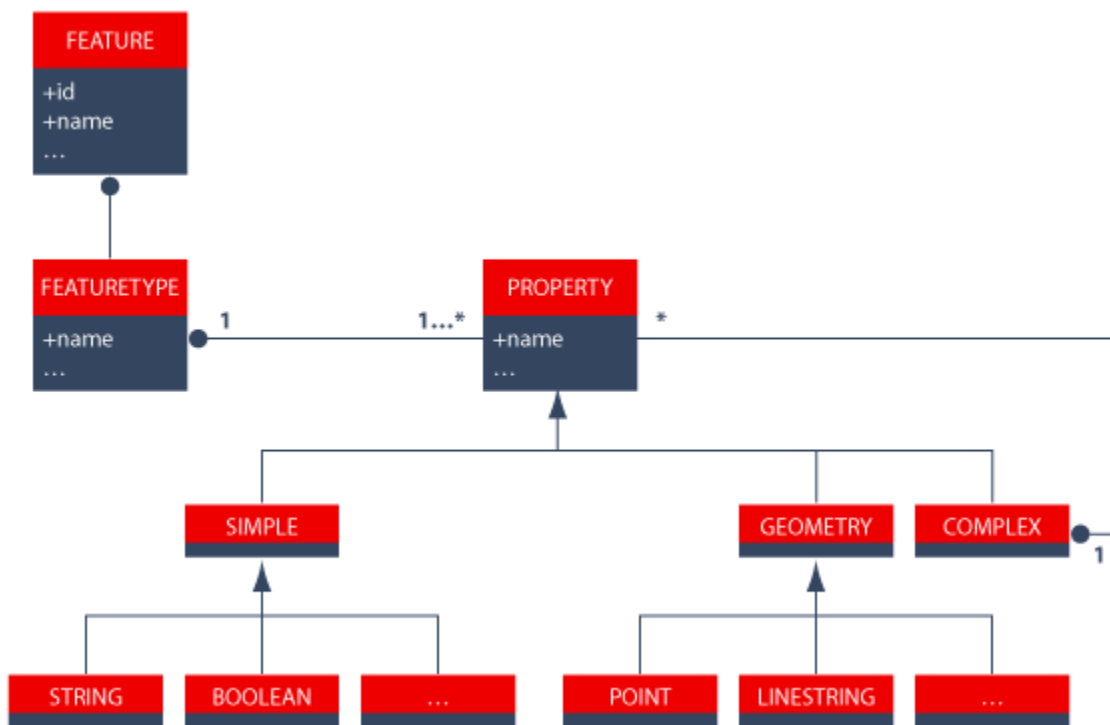 FEATURE
+id
+name
...
FEATURETYPE
+name
...
1
1...*
PROPERTY
+name
...
*
SIMPLE
GEOMETRY
COMPLEX
1
STRING
BOOLEAN
...
POINT
LINESTRING
...